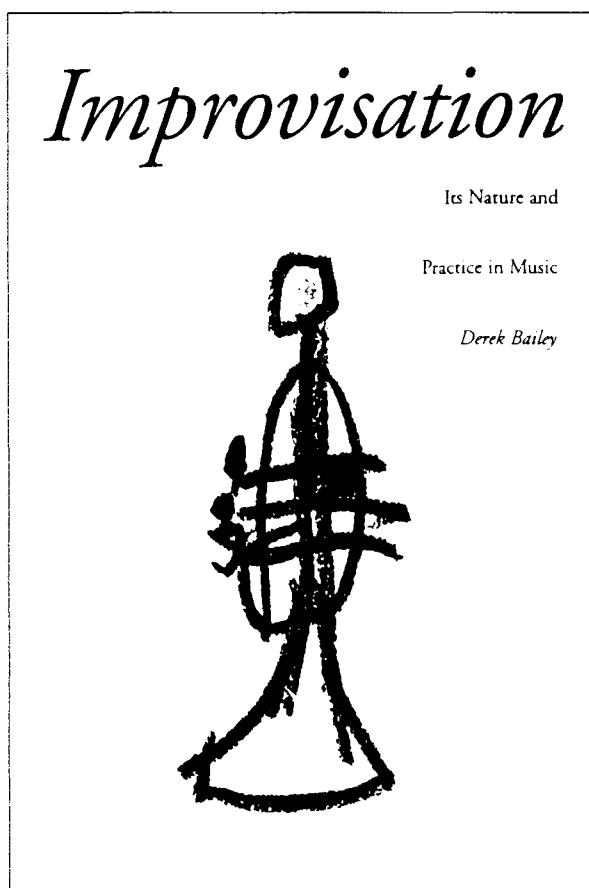 Improvisation
Its Nature and
Practice in Music
Derek Bailey